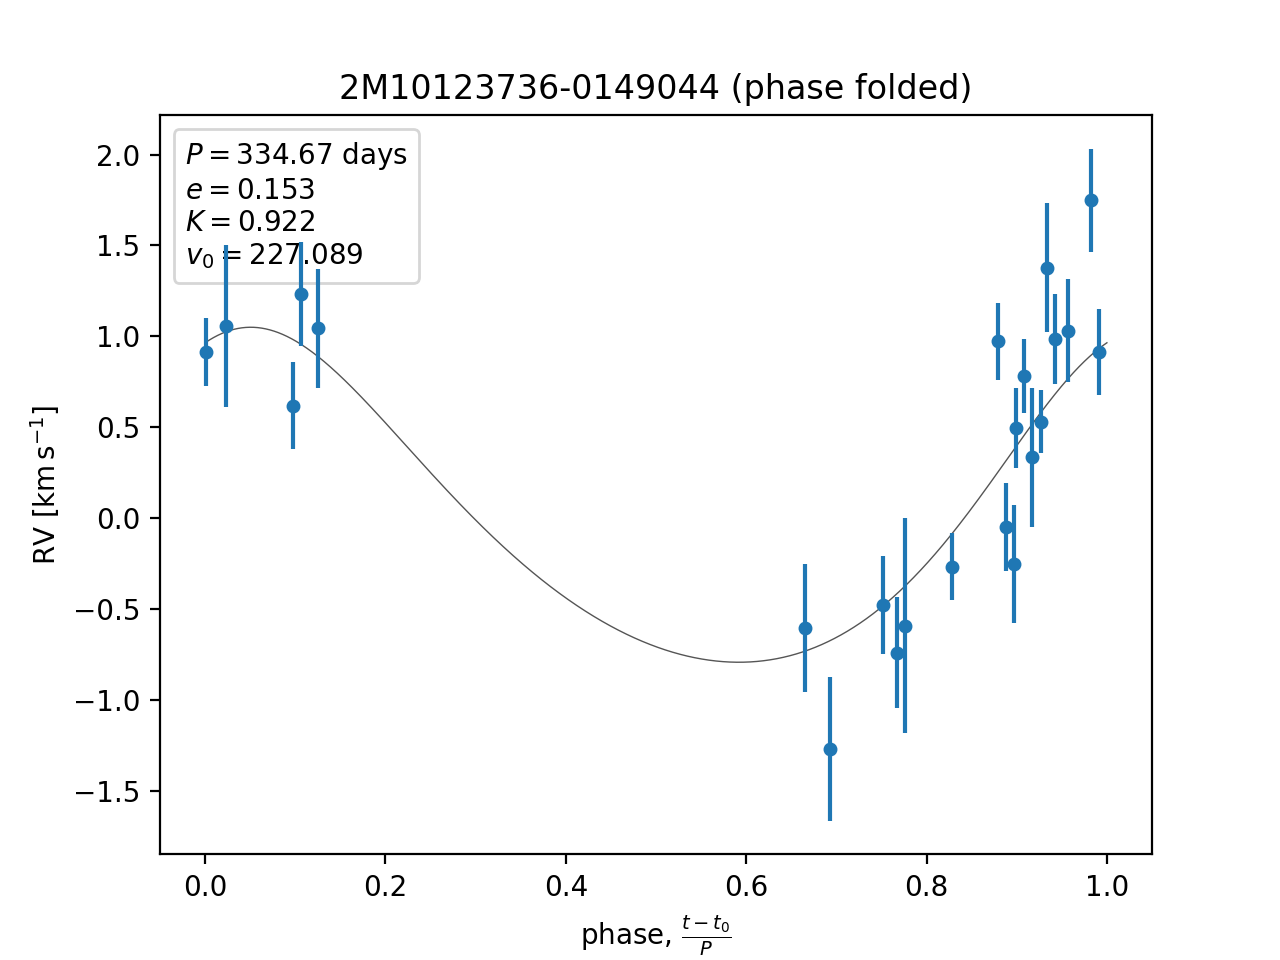 2M10123736-0149044 (phase folded)
P = 334.67 days
e = 0.153
K = 0.922
v₀ = 227.089
RV [km s⁻¹]
2.0
1.5
1.0
0.5
0.0
−0.5
−1.0
−1.5
0.0 0.2 0.4 0.6 0.8 1.0
phase, (t − t₀)/P